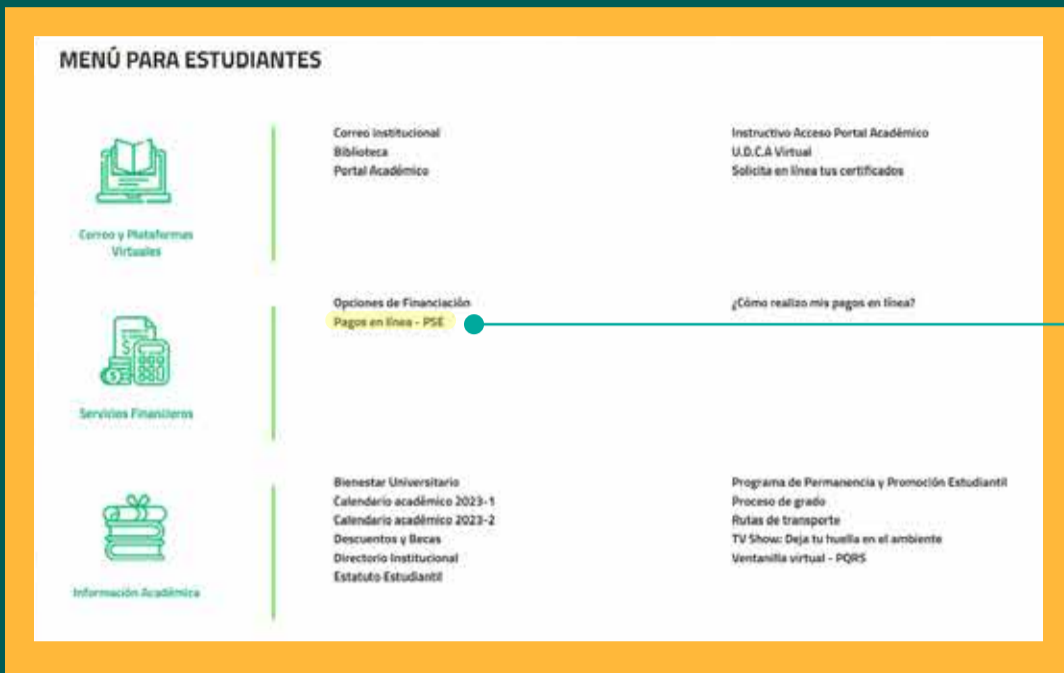 MENÚ PARA ESTUDIANTES
Correo y Plataformas
Virtuales
Correo institucional
Biblioteca
Portal Académico
Instructivo Acceso Portal Académico
U.D.C.A Virtual
Solicita en línea tus certificados
Servicios Financieros
Opciones de Financiación
Pagos en línea - PSE
¿Cómo realizo mis pagos en línea?
Información Académica
Bienestar Universitario
Calendario académico 2023-1
Calendario académico 2023-2
Descuentos y Becas
Directorio Institucional
Estatuto Estudiantil
Programa de Permanencia y Promoción Estudiantil
Proceso de grado
Rutas de transporte
TV Show: Deja tu huella en el ambiente
Ventanilla virtual - PQRS